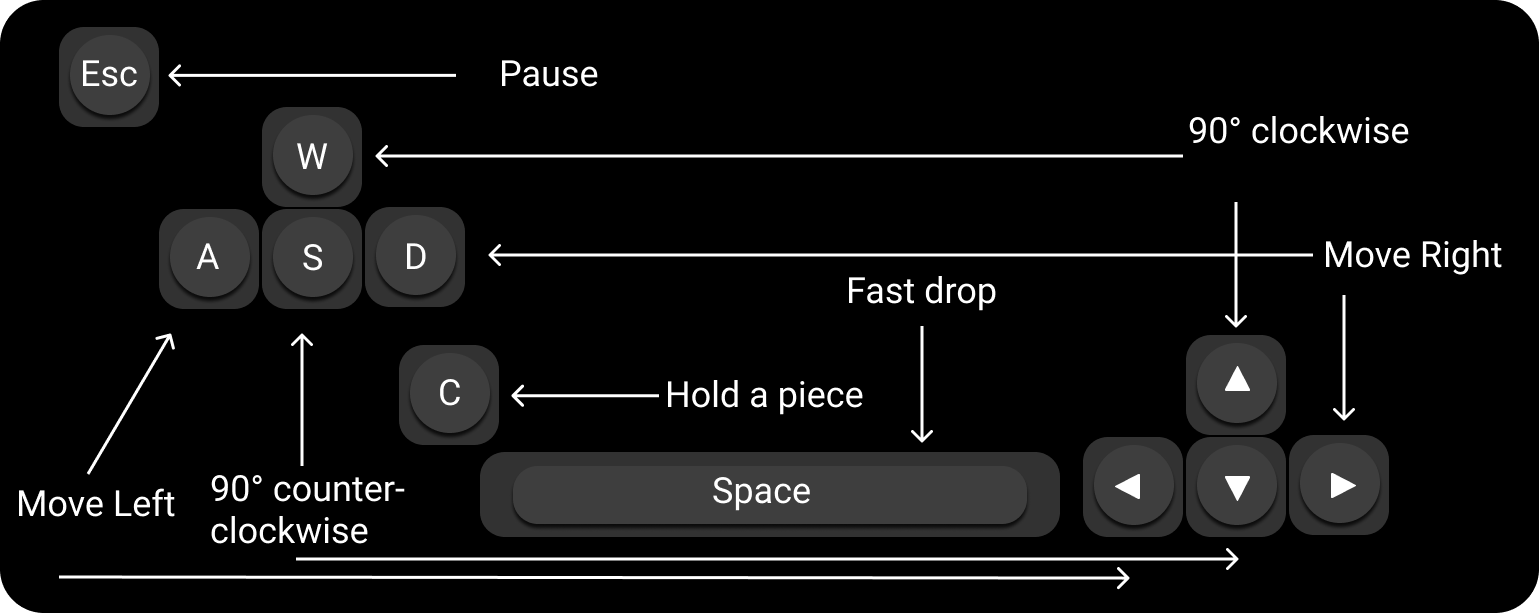 Esc
Pause
W
90° clockwise
A
S
D
Move Right
Fast drop
C
Hold a piece
▲
Move Left
90° counter-
clockwise
Space
◀
▼
▶